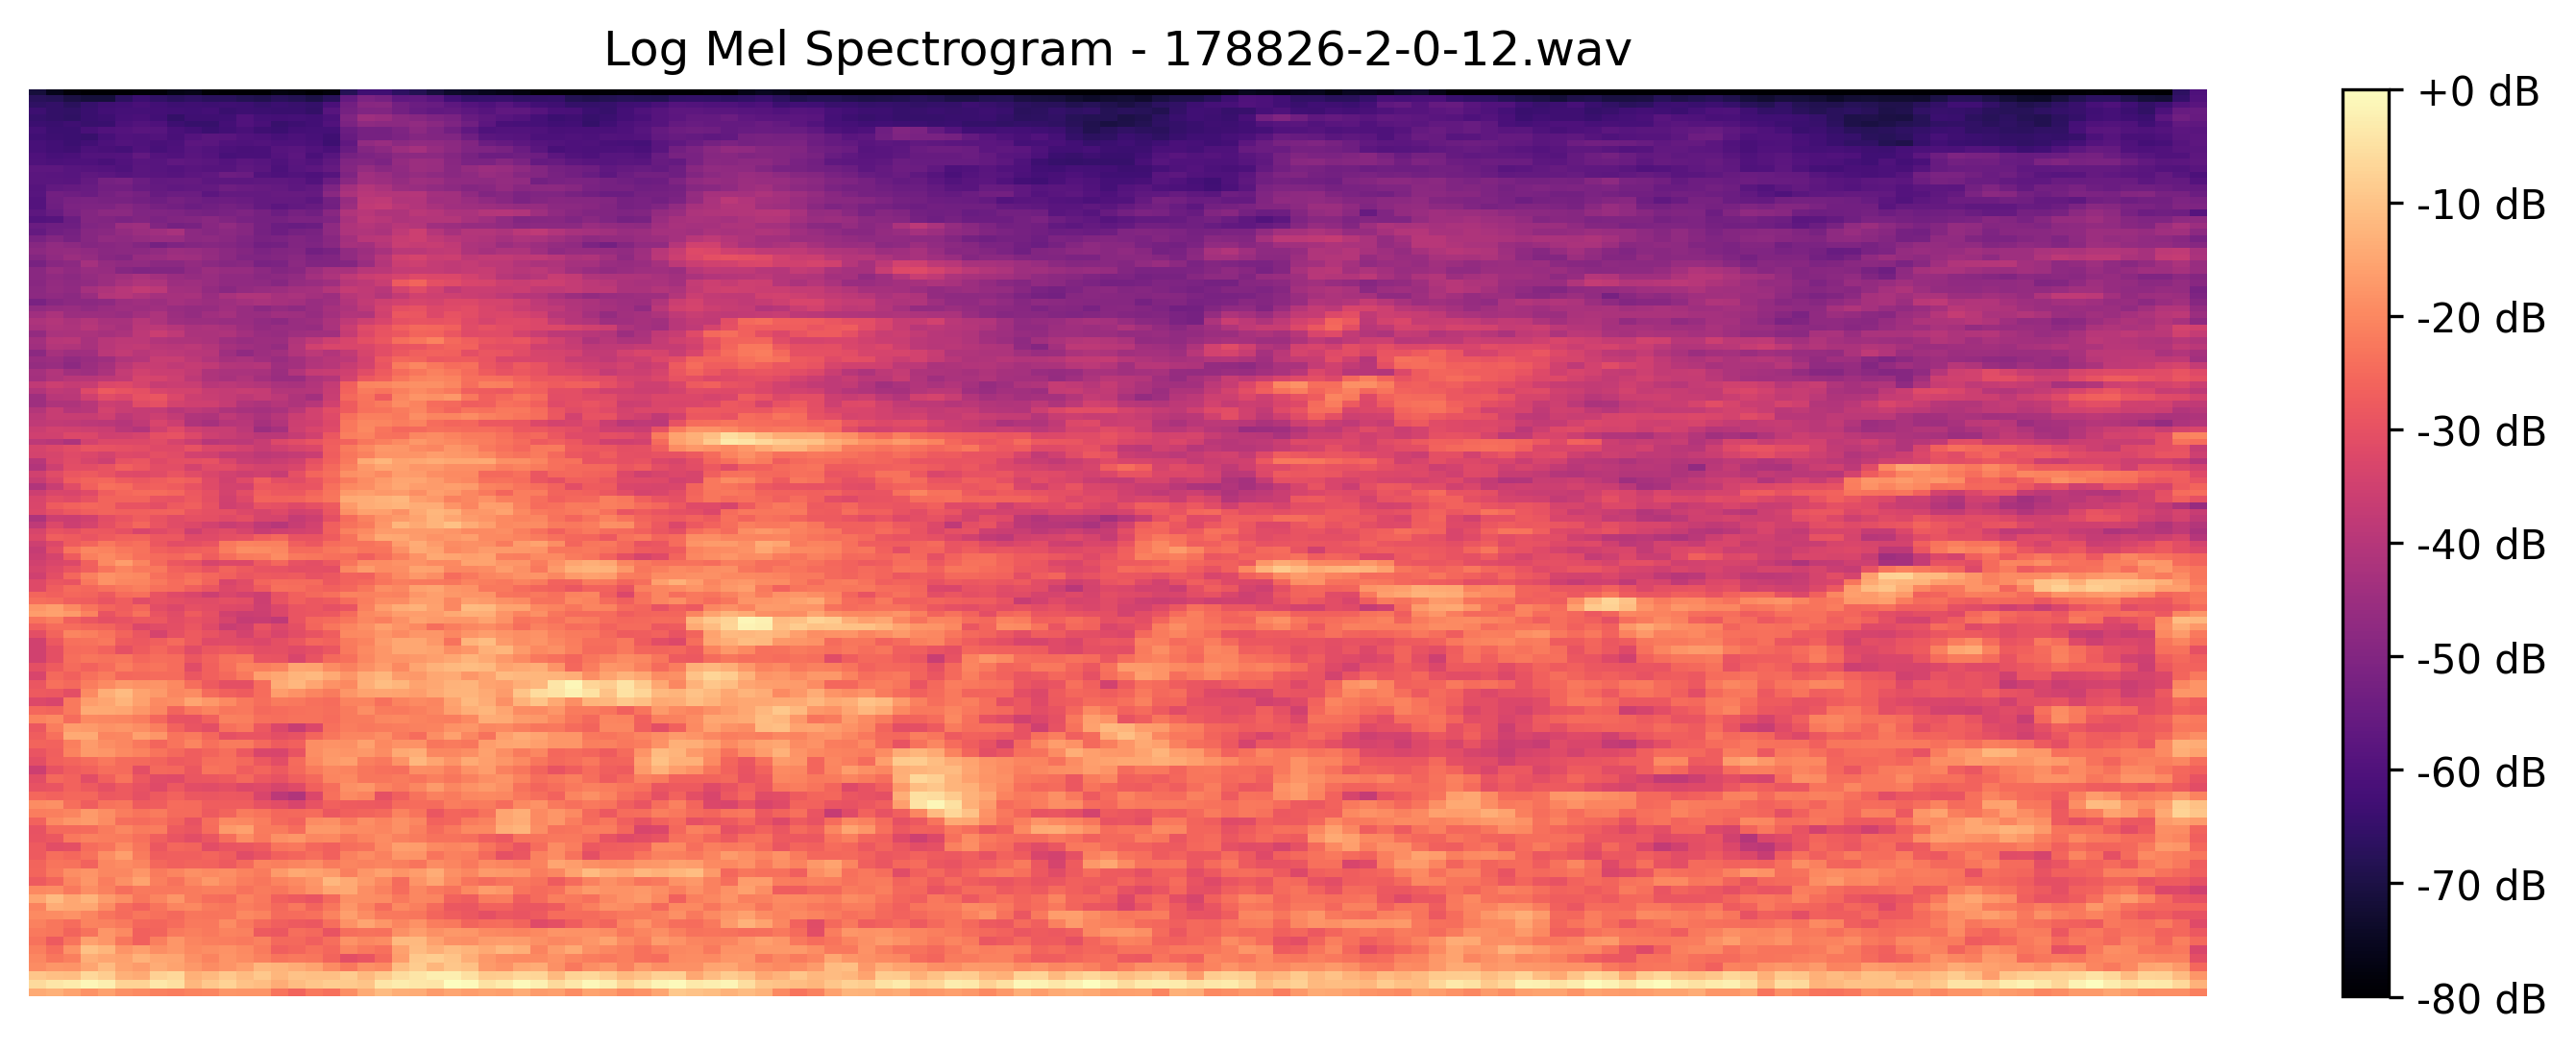 Log Mel Spectrogram - 178826-2-0-12.wav
+0 dB
-10 dB
-20 dB
-30 dB
-40 dB
-50 dB
-60 dB
-70 dB
-80 dB